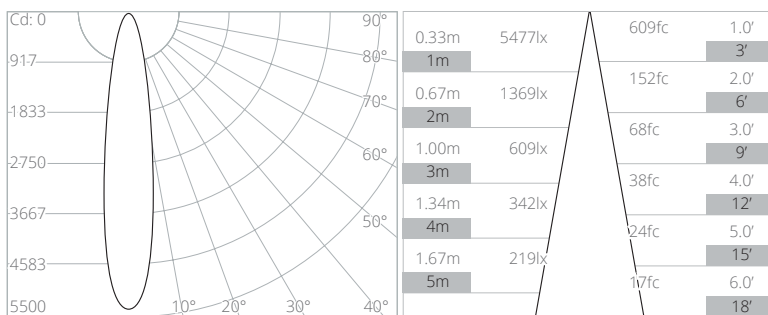 Cd: 0
917
1833
2750
3667
4583
5500
10°
20°
30°
40°
50°
60°
70°
80°
90°
0.33m 5477lx
1m
0.67m 1369lx
2m
1.00m 609lx
3m
1.34m 342lx
4m
1.67m 219lx
5m
609fc 1.0’
3’
152fc 2.0’
6’
68fc 3.0’
9’
38fc 4.0’
12’
24fc 5.0’
15’
17fc 6.0’
18’